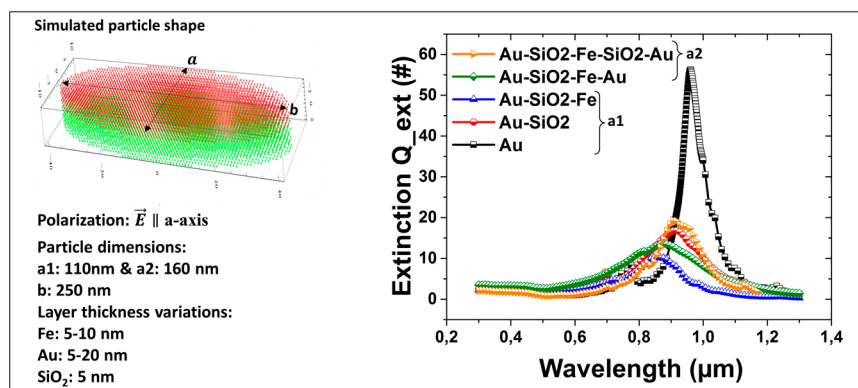 Simulated particle shape
a
b
Polarization: E⃗ ∥ a-axis
Particle dimensions:
a1: 110nm & a2: 160 nm
b: 250 nm
Layer thickness variations:
Fe: 5-10 nm
Au: 5-20 nm
SiO₂: 5 nm
Extinction Q_ext (#)
60
50
40
30
20
10
0
Au-SiO2-Fe-SiO2-Au
Au-SiO2-Fe-Au
a2
Au-SiO2-Fe
Au-SiO2
Au
a1
0,2 0,4 0,6 0,8 1,0 1,2 1,4
Wavelength (µm)